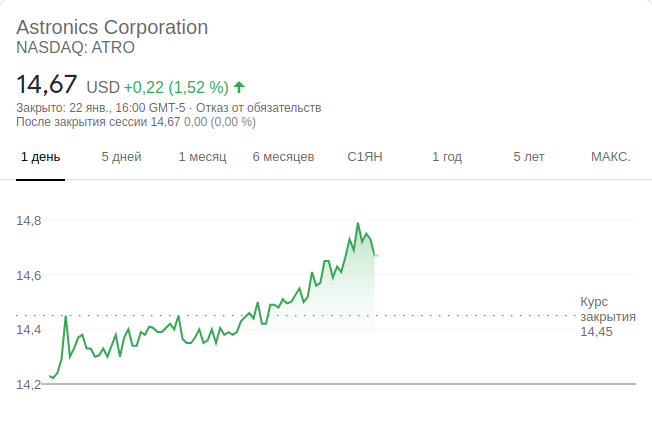 Astronics Corporation
NASDAQ: ATRO
14,67 USD +0,22 (1,52 %)
Закрыто: 22 янв., 16:00 GMT-5 · Отказ от обязательств
После закрытия сессии 14,67 0,00 (0,00 %)
1 день 5 дней 1 месяц 6 месяцев С1ЯН 1 год 5 лет МАКС.
14,8
14,6
Курс
закрытия
14,45
14,4
14,2